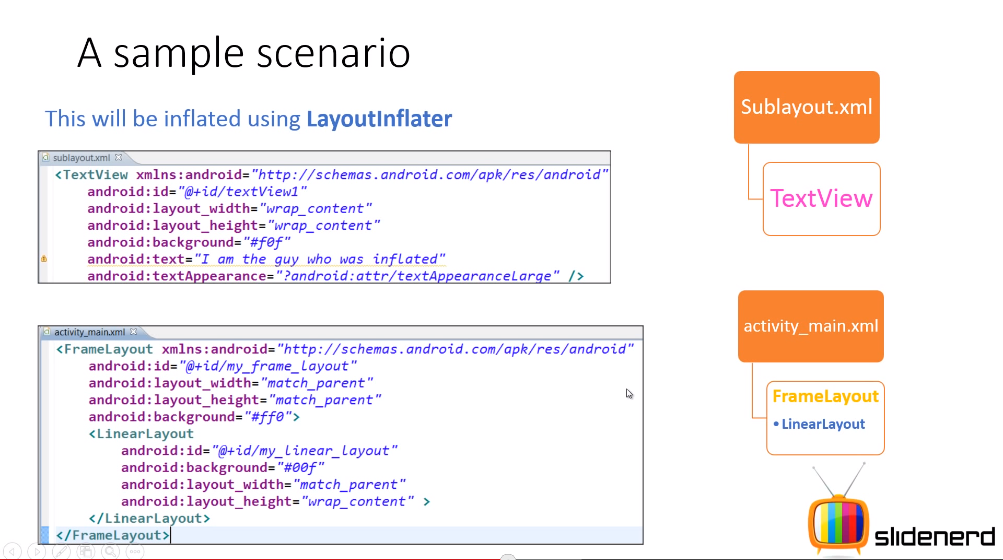 A sample scenario
This will be inflated using LayoutInflater
sublayout.xml
<TextView xmlns:android="http://schemas.android.com/apk/res/android"
android:id="@+id/textView1"
android:layout_width="wrap_content"
android:layout_height="wrap_content"
android:background="#f0f"
android:text="I am the guy who was inflated"
android:textAppearance="?android:attr/textAppearanceLarge" />
activity_main.xml
<FrameLayout xmlns:android="http://schemas.android.com/apk/res/android"
android:id="@+id/my_frame_layout"
android:layout_width="match_parent"
android:layout_height="match_parent"
android:background="#ff0">
<LinearLayout
android:id="@+id/my_linear_layout"
android:background="#00f"
android:layout_width="match_parent"
android:layout_height="wrap_content" >
</LinearLayout>
</FrameLayout>
Sublayout.xml
TextView
activity_main.xml
FrameLayout
• LinearLayout
slidenerd